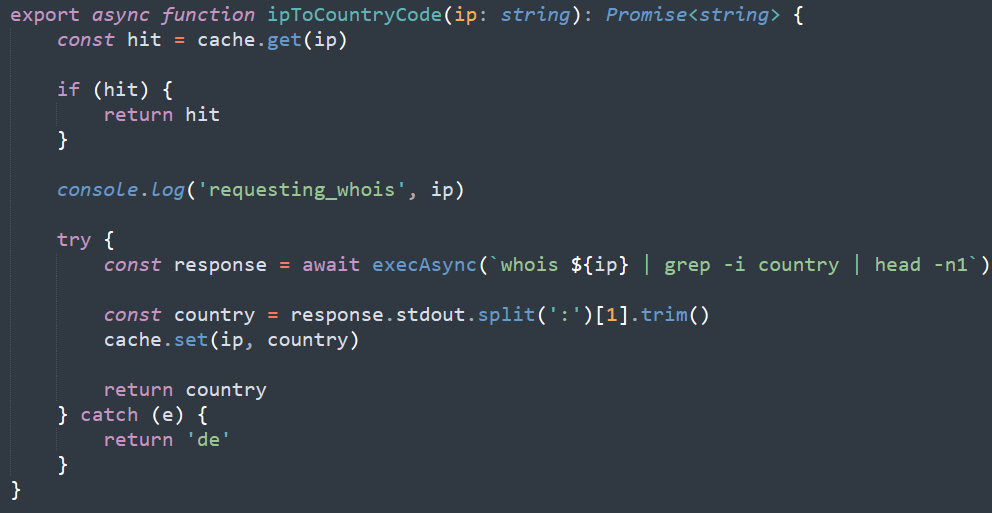 export async function ipToCountryCode(ip: string): Promise<string> {
    const hit = cache.get(ip)

    if (hit) {
        return hit
    }

    console.log('requesting_whois', ip)

    try {
        const response = await execAsync(`whois ${ip} | grep -i country | head -n1`)

        const country = response.stdout.split(':')[1].trim()
        cache.set(ip, country)

        return country
    } catch (e) {
        return 'de'
    }
}